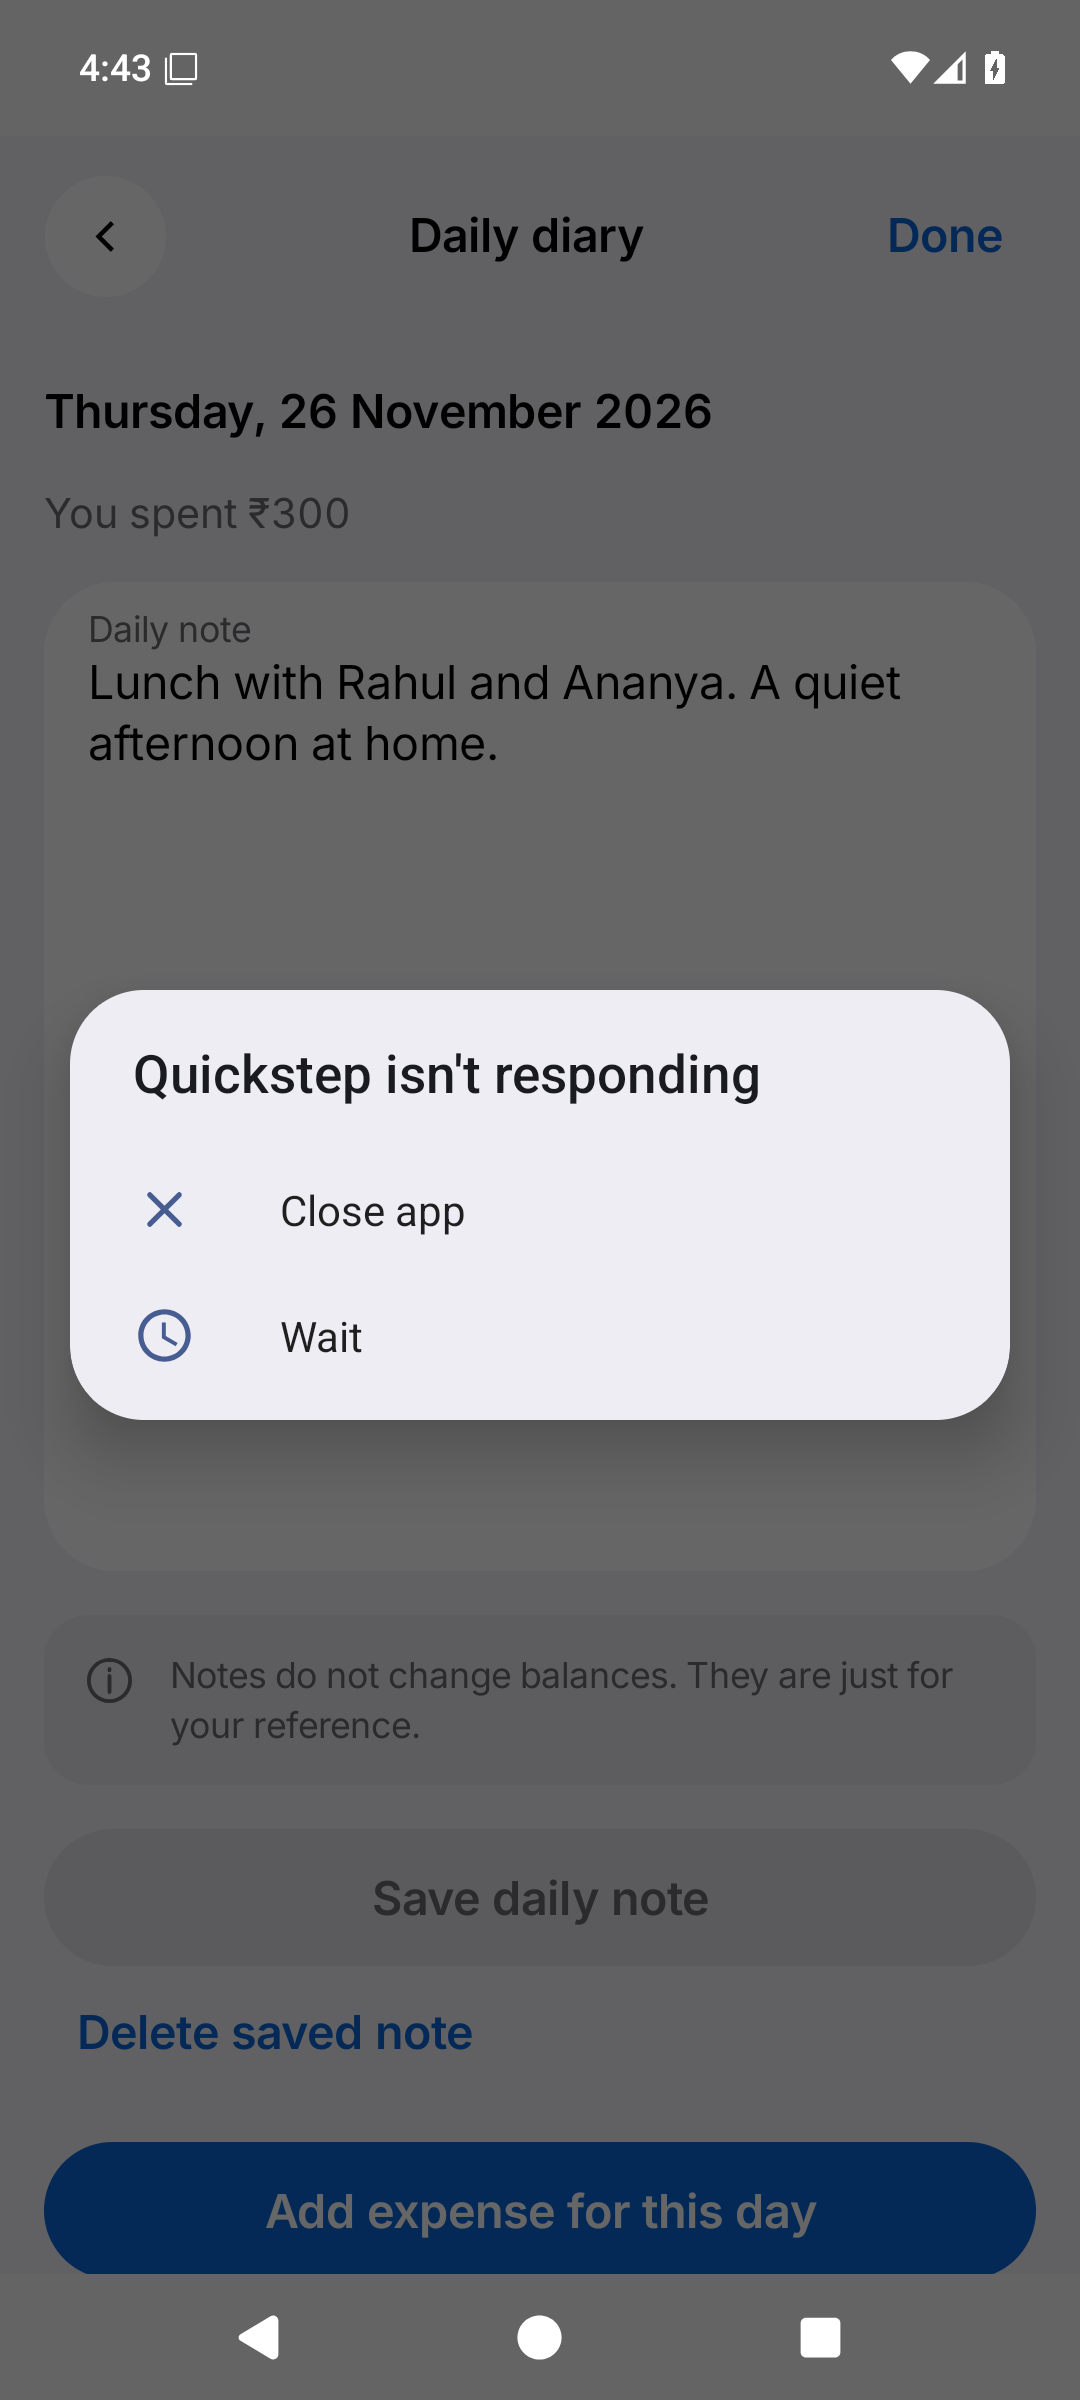 4:43
Daily diary
Done
Thursday, 26 November 2026
You spent ₹300
Daily note
Lunch with Rahul and Ananya. A quiet
afternoon at home.
Quickstep isn't responding
Close app
Wait
Notes do not change balances. They are just for
your reference.
Save daily note
Delete saved note
Add expense for this day